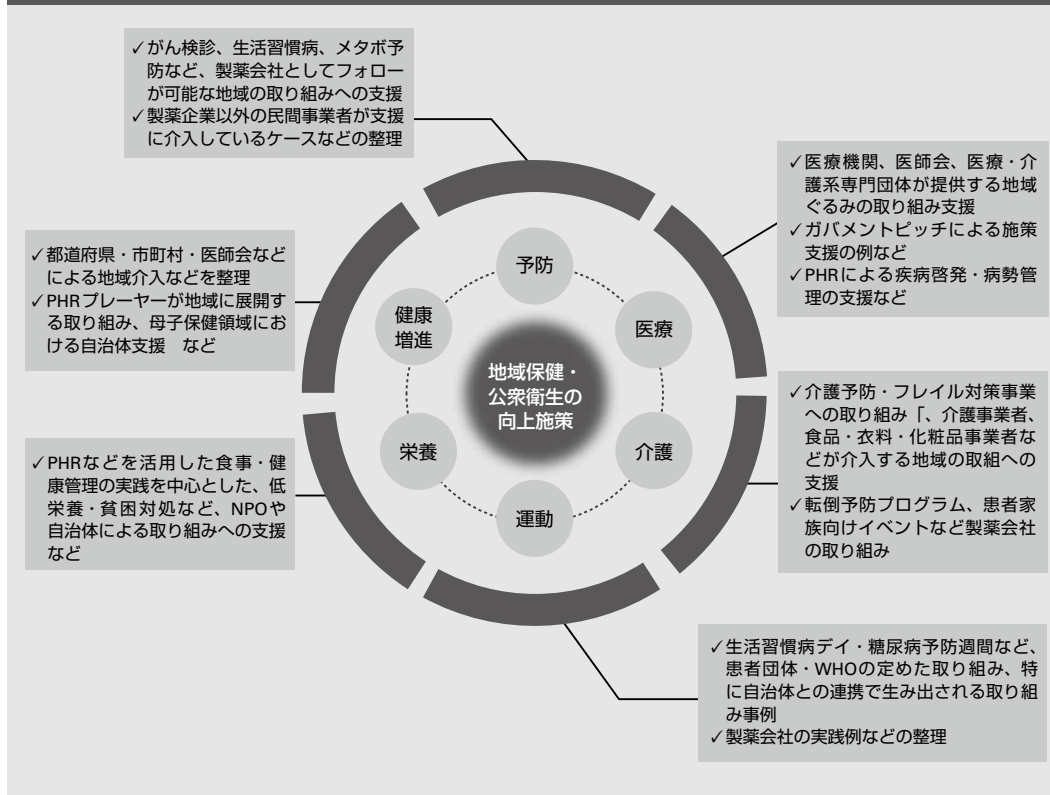 ✓がん検診、生活習慣病、メタボ予
防など、製薬会社としてフォロー
が可能な地域の取り組みへの支援
✓製薬企業以外の民間事業者が支援
に介入しているケースなどの整理
✓医療機関、医師会、医療・介
護系専門団体が提供する地域
ぐるみの取り組み支援
✓ガバメントピッチによる施策
支援の例など
✓PHRによる疾病啓発・病勢管
理の支援など
✓都道府県・市町村・医師会など
による地域介入などを整理
✓PHRプレーヤーが地域に展開す
る取り組み、母子保健領域にお
ける自治体支援　など
予防
健康
増進
医療
地域保健・
公衆衛生の
向上施策
栄養
介護
運動
✓介護予防・フレイル対策事業
への取り組み「、介護事業者、
食品・衣料・化粧品事業者な
どが介入する地域の取組への
支援
✓転倒予防プログラム、患者家
族向けイベントなど製薬会社
の取り組み
✓PHRなどを活用した食事・健
康管理の実践を中心とした、低
栄養・貧困対処など、NPOや
自治体による取り組みへの支援
など
✓生活習慣病デイ・糖尿病予防週間など、
患者団体・WHOの定めた取り組み、特
に自治体との連携で生み出される取り組
み事例
✓製薬会社の実践例などの整理